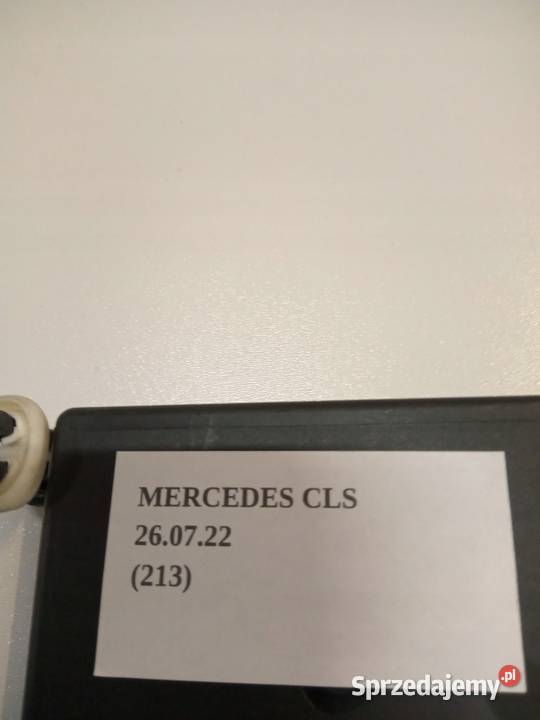 MERCEDES CLS
26.07.22
(213)
Sprzedajemy.pl